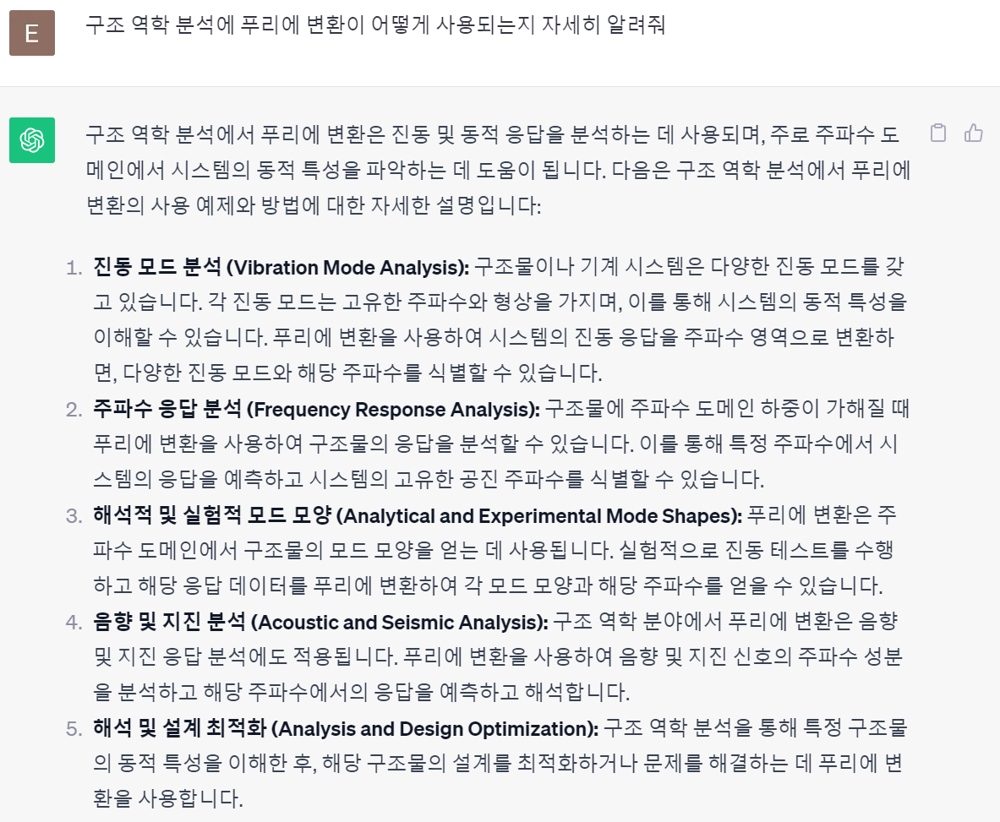 E
구조 역학 분석에 푸리에 변환이 어떻게 사용되는지 자세히 알려줘
구조 역학 분석에서 푸리에 변환은 진동 및 동적 응답을 분석하는 데 사용되며, 주로 주파수 도
메인에서 시스템의 동적 특성을 파악하는 데 도움이 됩니다. 다음은 구조 역학 분석에서 푸리에
변환의 사용 예제와 방법에 대한 자세한 설명입니다:
1. 진동 모드 분석 (Vibration Mode Analysis): 구조물이나 기계 시스템은 다양한 진동 모드를 갖
고 있습니다. 각 진동 모드는 고유한 주파수와 형상을 가지며, 이를 통해 시스템의 동적 특성을
이해할 수 있습니다. 푸리에 변환을 사용하여 시스템의 진동 응답을 주파수 영역으로 변환하
면, 다양한 진동 모드와 해당 주파수를 식별할 수 있습니다.
2. 주파수 응답 분석 (Frequency Response Analysis): 구조물에 주파수 도메인 하중이 가해질 때
푸리에 변환을 사용하여 구조물의 응답을 분석할 수 있습니다. 이를 통해 특정 주파수에서 시
스템의 응답을 예측하고 시스템의 고유한 공진 주파수를 식별할 수 있습니다.
3. 해석적 및 실험적 모드 모양 (Analytical and Experimental Mode Shapes): 푸리에 변환은 주
파수 도메인에서 구조물의 모드 모양을 얻는 데 사용됩니다. 실험적으로 진동 테스트를 수행
하고 해당 응답 데이터를 푸리에 변환하여 각 모드 모양과 해당 주파수를 얻을 수 있습니다.
4. 음향 및 지진 분석 (Acoustic and Seismic Analysis): 구조 역학 분야에서 푸리에 변환은 음향
및 지진 응답 분석에도 적용됩니다. 푸리에 변환을 사용하여 음향 및 지진 신호의 주파수 성분
을 분석하고 해당 주파수에서의 응답을 예측하고 해석합니다.
5. 해석 및 설계 최적화 (Analysis and Design Optimization): 구조 역학 분석을 통해 특정 구조물
의 동적 특성을 이해한 후, 해당 구조물의 설계를 최적화하거나 문제를 해결하는 데 푸리에 변
환을 사용합니다.